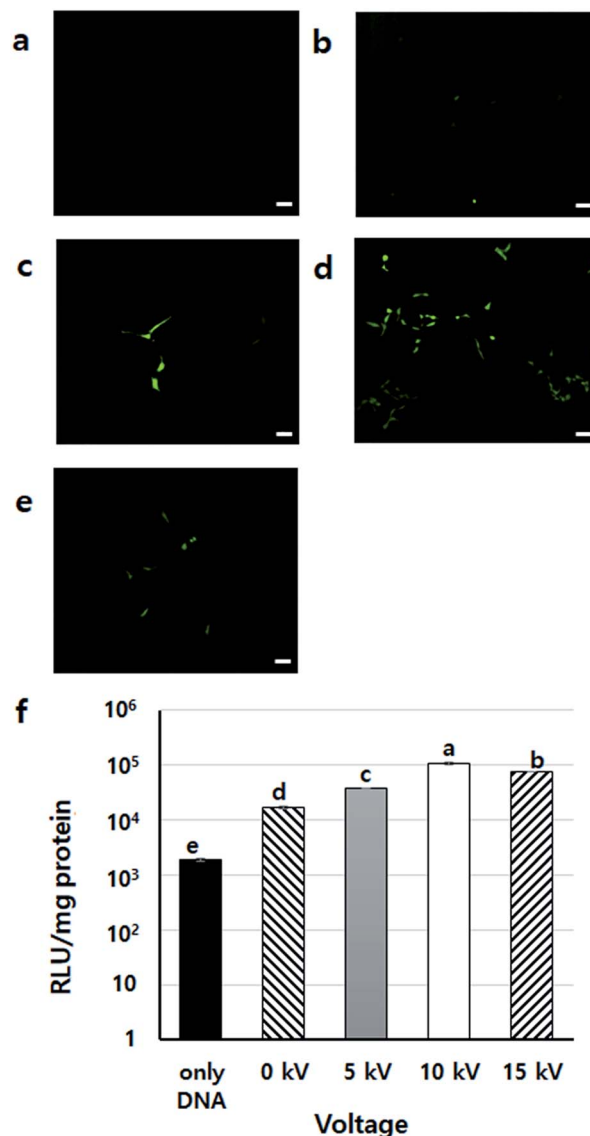 a
b
c
d
e
f
10⁶
10⁵
10⁴
10³
10²
10
1
RLU/mg protein
e
d
c
a
b
only DNA
0 kV
5 kV
10 kV
15 kV
Voltage